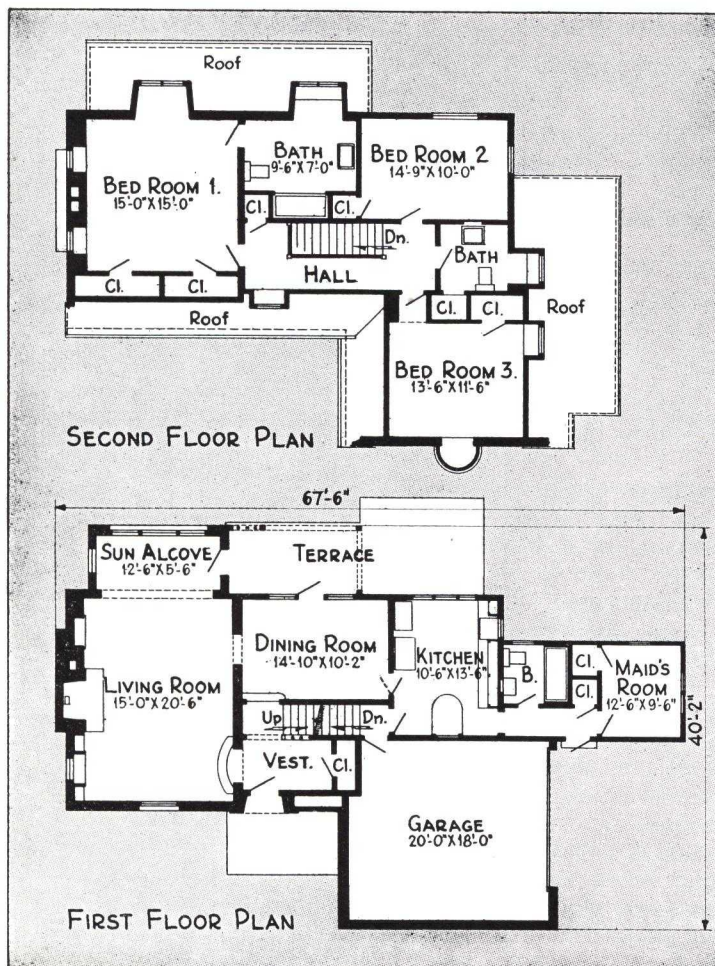 Roof
BATH
9'-6"X7'-0"
BED ROOM 2
14'-9"X10'-0"
BED ROOM 1.
15'-0"X15'-0"
Cl.
Cl.
Dn.
BATH
HALL
Cl.
Cl.
Cl.
Cl.
Roof
Roof
BED ROOM 3.
13'-6"X11'-6"
SECOND FLOOR PLAN
67'-6"
SUN ALCOVE
12'-6"X5'-6"
TERRACE
DINING ROOM
14'-10"X10'-2"
KITCHEN
10'-6"X13'-6"
B.
Cl.
Cl.
MAID'S
ROOM
12'-6"X9'-6"
LIVING ROOM
15'-0"X20'-6"
Up
Dn.
40'-2"
VEST.
Cl.
GARAGE
20'-0"X18'-0"
FIRST FLOOR PLAN